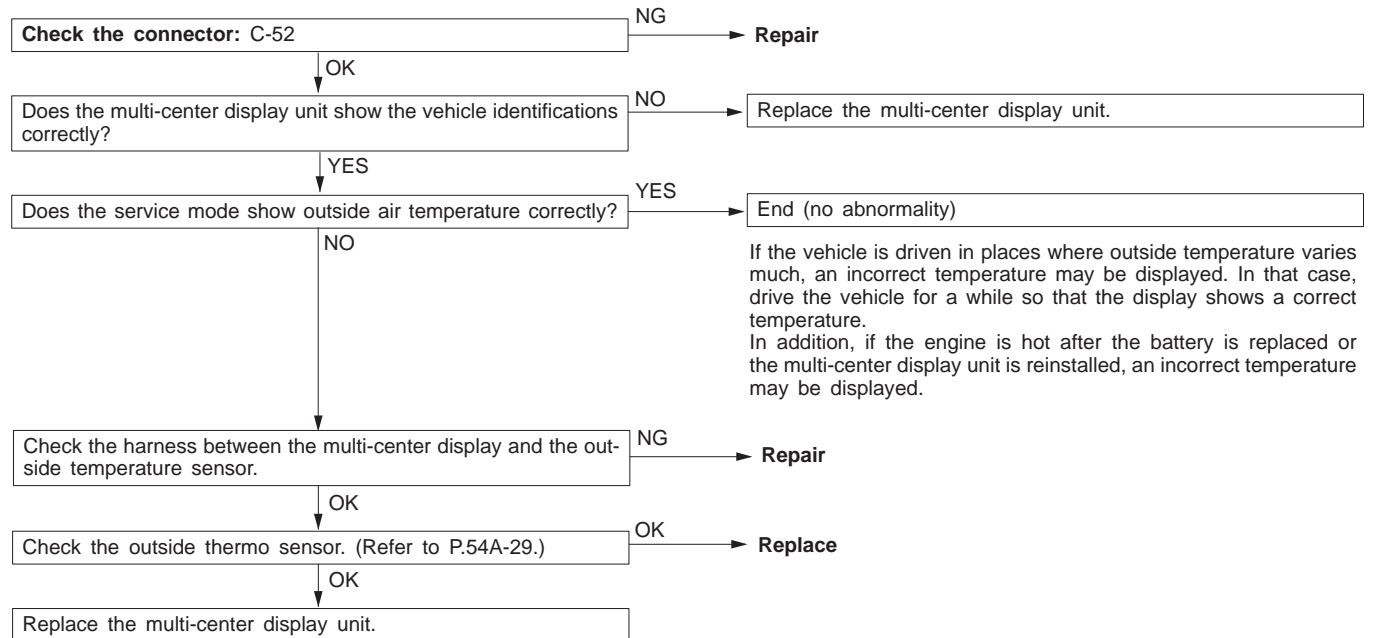 Check the connector: C-52
NG
Repair
OK
Does the multi-center display unit show the vehicle identifications
correctly?
NO
Replace the multi-center display unit.
YES
Does the service mode show outside air temperature correctly?
YES
End (no abnormality)
NO
If the vehicle is driven in places where outside temperature varies
much, an incorrect temperature may be displayed. In that case,
drive the vehicle for a while so that the display shows a correct
temperature.
In addition, if the engine is hot after the battery is replaced or
the multi-center display unit is reinstalled, an incorrect temperature
may be displayed.
Check the harness between the multi-center display and the out-
side temperature sensor.
NG
Repair
OK
Check the outside thermo sensor. (Refer to P.54A-29.)
OK
Replace
OK
Replace the multi-center display unit.